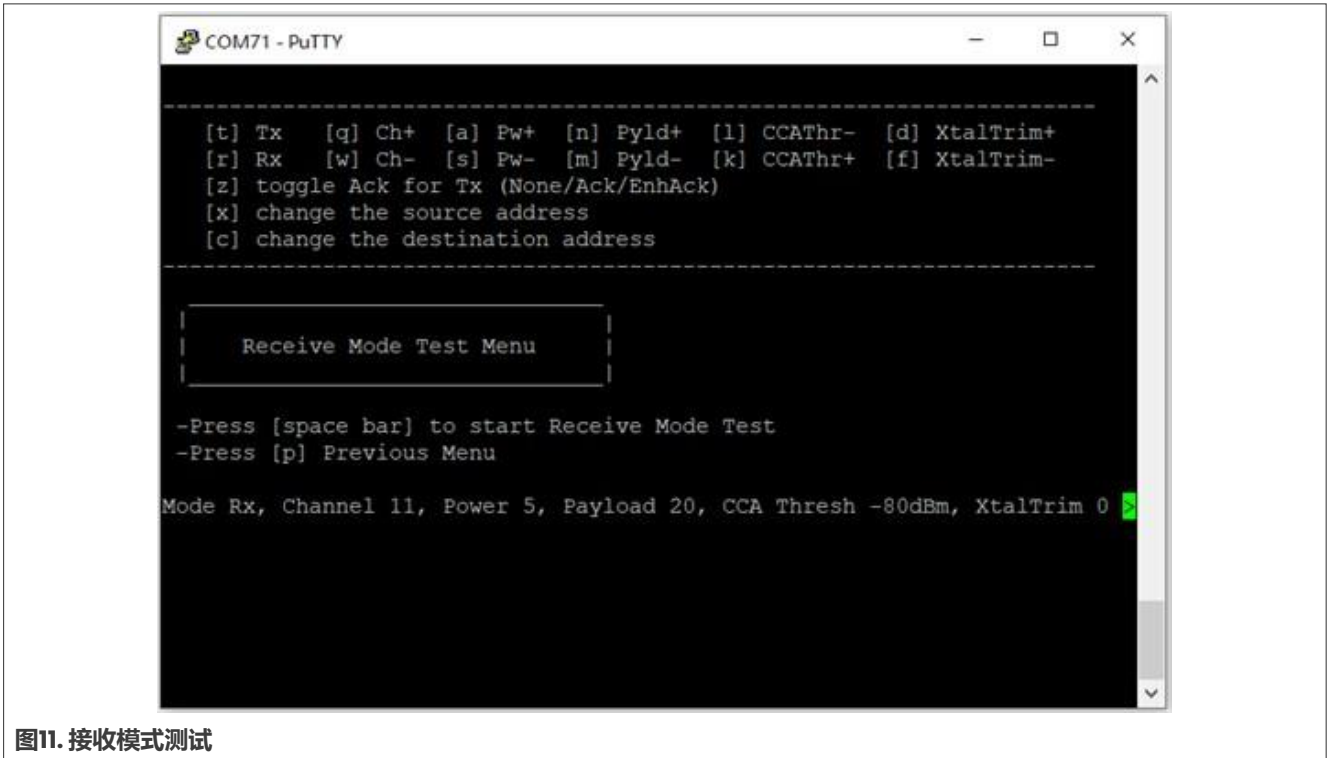 COM71 - PuTTY
--------------------------------------------------------------------------
[t] Tx [q] Ch+ [a] Pw+ [n] Pyld+ [l] CCAThr- [d] XtalTrim+
[r] Rx [w] Ch- [s] Pw- [m] Pyld- [k] CCAThr+ [f] XtalTrim-
[z] toggle Ack for Tx (None/Ack/EnhAck)
[x] change the source address
[c] change the destination address
--------------------------------------------------------------------------
Receive Mode Test Menu
-Press [space bar] to start Receive Mode Test
-Press [p] Previous Menu
Mode Rx, Channel 11, Power 5, Payload 20, CCA Thresh -80dBm, XtalTrim 0 >
图11. 接收模式测试